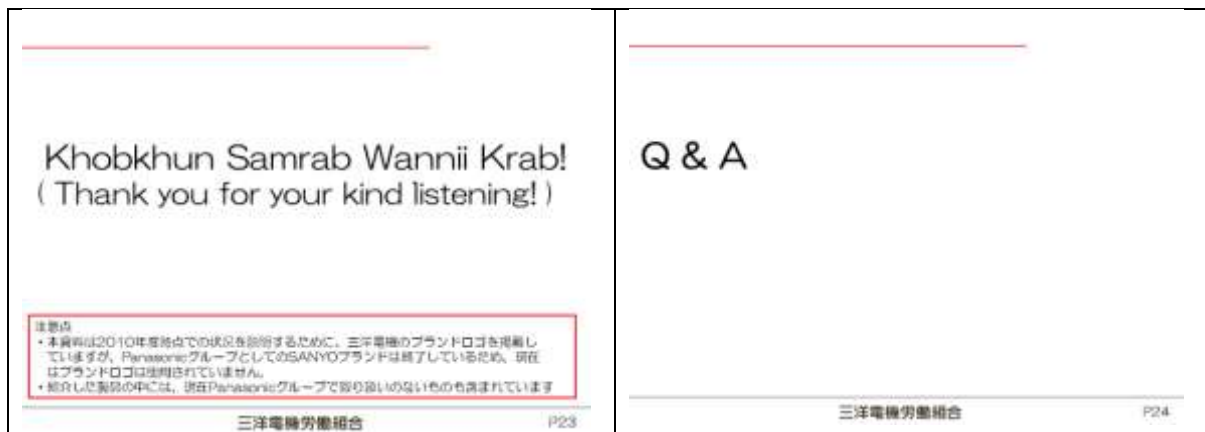 Khobkhun Samrab Wannii Krab!
( Thank you for your kind listening! )
注意点
・本資料は2010年度時点での状況を説明するために、三洋電機のブランドロゴを掲載し
ていますが、PanasonicグループとしてのSANYOブランドは終了しているため、現在
はブランドロゴは使用されていません。
・紹介した製品の中には、現在Panasonicグループで取り扱いのないものも含まれています
三洋電機労働組合
P23
Q & A
三洋電機労働組合
P24